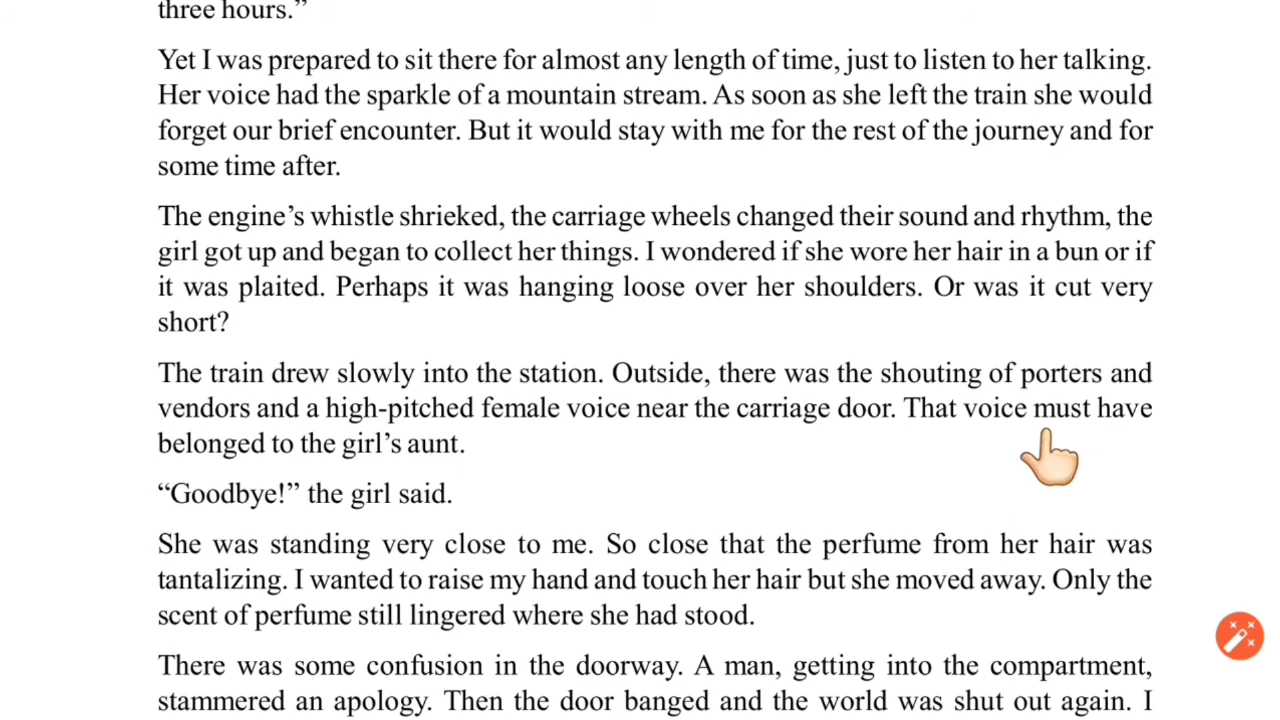 three hours.”
Yet I was prepared to sit there for almost any length of time, just to listen to her talking.
Her voice had the sparkle of a mountain stream. As soon as she left the train she would
forget our brief encounter. But it would stay with me for the rest of the journey and for
some time after.
The engine’s whistle shrieked, the carriage wheels changed their sound and rhythm, the
girl got up and began to collect her things. I wondered if she wore her hair in a bun or if
it was plaited. Perhaps it was hanging loose over her shoulders. Or was it cut very
short?
The train drew slowly into the station. Outside, there was the shouting of porters and
vendors and a high-pitched female voice near the carriage door. That voice must have
belonged to the girl’s aunt.
“Goodbye!” the girl said.
She was standing very close to me. So close that the perfume from her hair was
tantalizing. I wanted to raise my hand and touch her hair but she moved away. Only the
scent of perfume still lingered where she had stood.
There was some confusion in the doorway. A man, getting into the compartment,
stammered an apology. Then the door banged and the world was shut out again. I